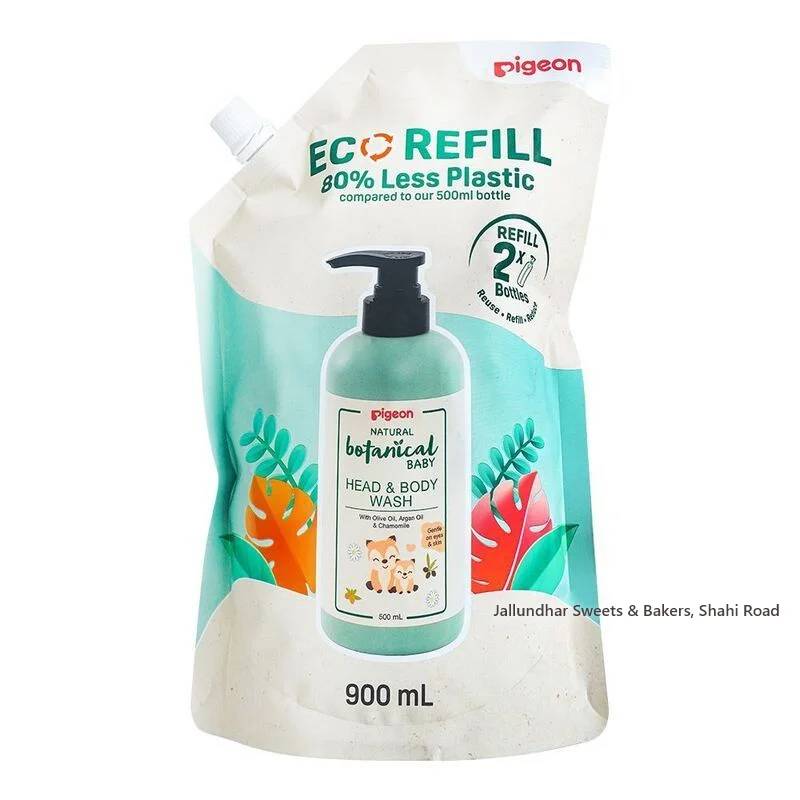 pigeon
ECO REFILL
80% Less Plastic
compared to our 500ml bottle
REFILL
2x
Bottles
Reuse • Refill • Reduce
pigeon
NATURAL
botanical
BABY
HEAD & BODY
WASH
With Olive Oil, Argan Oil
& Chamomile
Gentle
on eyes
& skin
500 mL
Jallundhar Sweets & Bakers, Shahi Road
900 mL